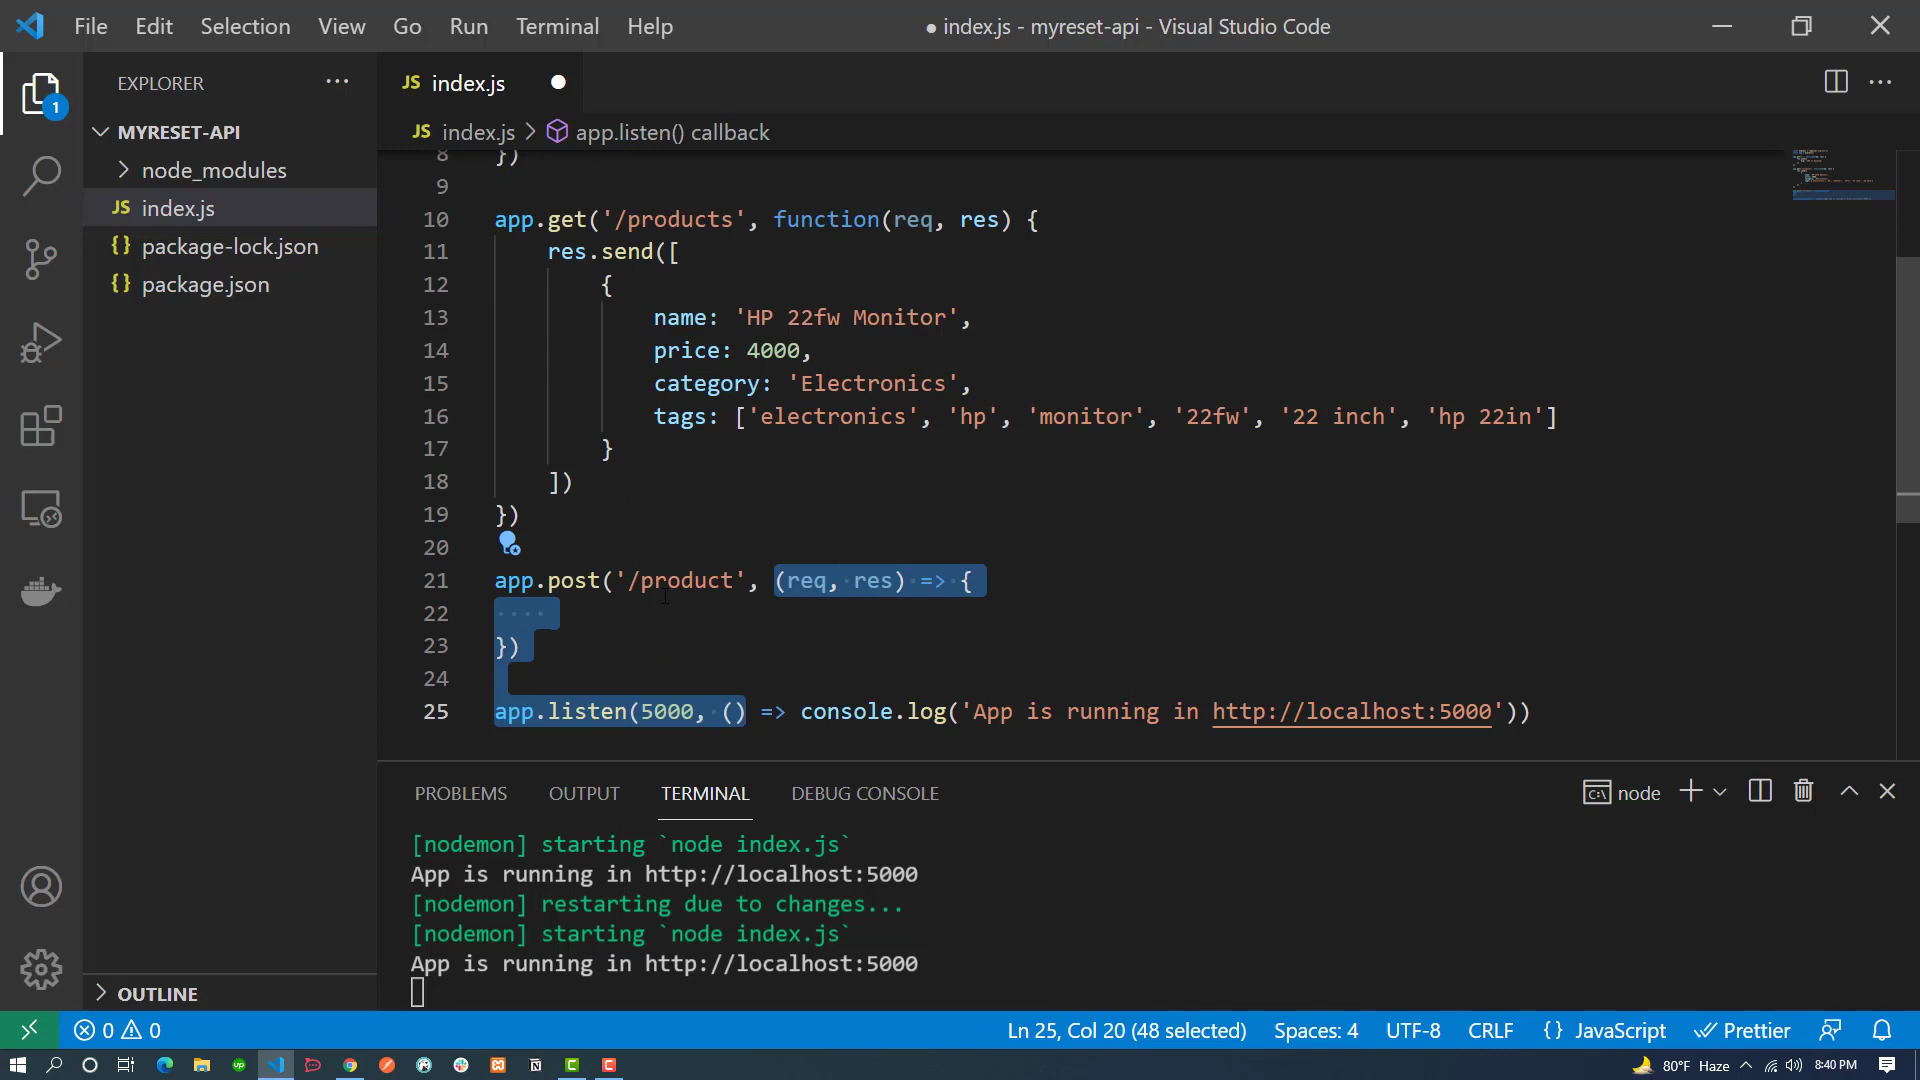 File Edit Selection View Go Run Terminal Help
● index.js - myreset-api - Visual Studio Code
EXPLORER
MYRESET-API
node_modules
JS index.js
{} package-lock.json
{} package.json
OUTLINE
1
JS index.js
JS index.js > app.listen() callback
8 })
9
10 app.get('/products', function(req, res) {
11 res.send([
12 {
13 name: 'HP 22fw Monitor',
14 price: 4000,
15 category: 'Electronics',
16 tags: ['electronics', 'hp', 'monitor', '22fw', '22 inch', 'hp 22in']
17 }
18 ])
19 })
20
21 app.post('/product', (req, res) => {
22
23 })
24
25 app.listen(5000, () => console.log('App is running in http://localhost:5000'))
PROBLEMS OUTPUT TERMINAL DEBUG CONSOLE
node
[nodemon] starting `node index.js`
App is running in http://localhost:5000
[nodemon] restarting due to changes...
[nodemon] starting `node index.js`
App is running in http://localhost:5000
0 0
Ln 25, Col 20 (48 selected) Spaces: 4 UTF-8 CRLF {} JavaScript Prettier
80°F Haze 8:40 PM